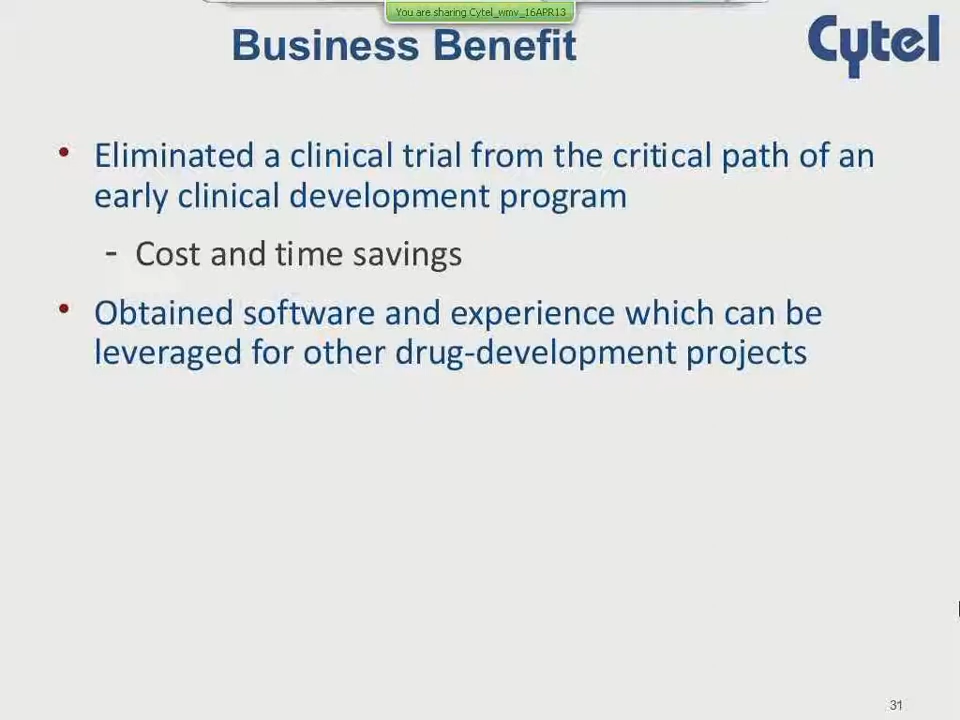 You are sharing Cytel_wmv_16APR13
Business Benefit
Cytel
• Eliminated a clinical trial from the critical path of an
early clinical development program
- Cost and time savings
• Obtained software and experience which can be
leveraged for other drug-development projects
31